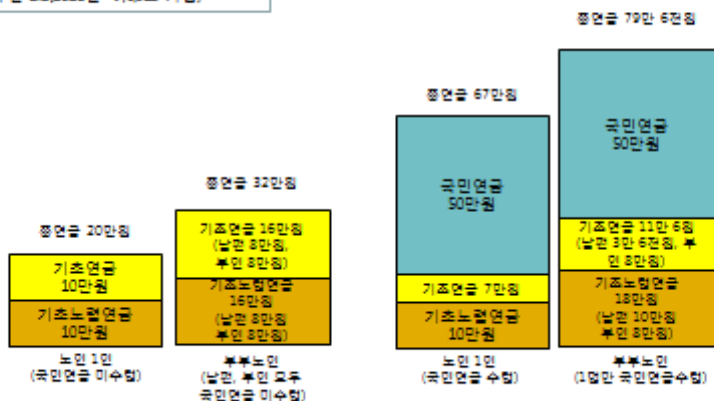 총연금 79만 6천원
총연금 67만원
국민연금
50만원
국민연금
50만원
총연금 32만원
총연금 20만원
기초연금 16만원
(남편 8만원,
부인 8만원)
기초연금 11만 6원
(남편 3만 6천원, 부
인 8만원)
기초연금
10만원
기초연금 7만원
기초노령연금
16만원
(남편 8만원
부인 8만원)
기초노령연금
18만원
(남편 10만원
부인 8만원)
기초노령연금
10만원
기초노령연금
10만원
노인 1인
(국민연금 미수령)
부부노인
(남편, 부인 모두
국민연금 미수령)
노인 1인
(국민연금 수령)
부부노인
(1명만 국민연금수령)